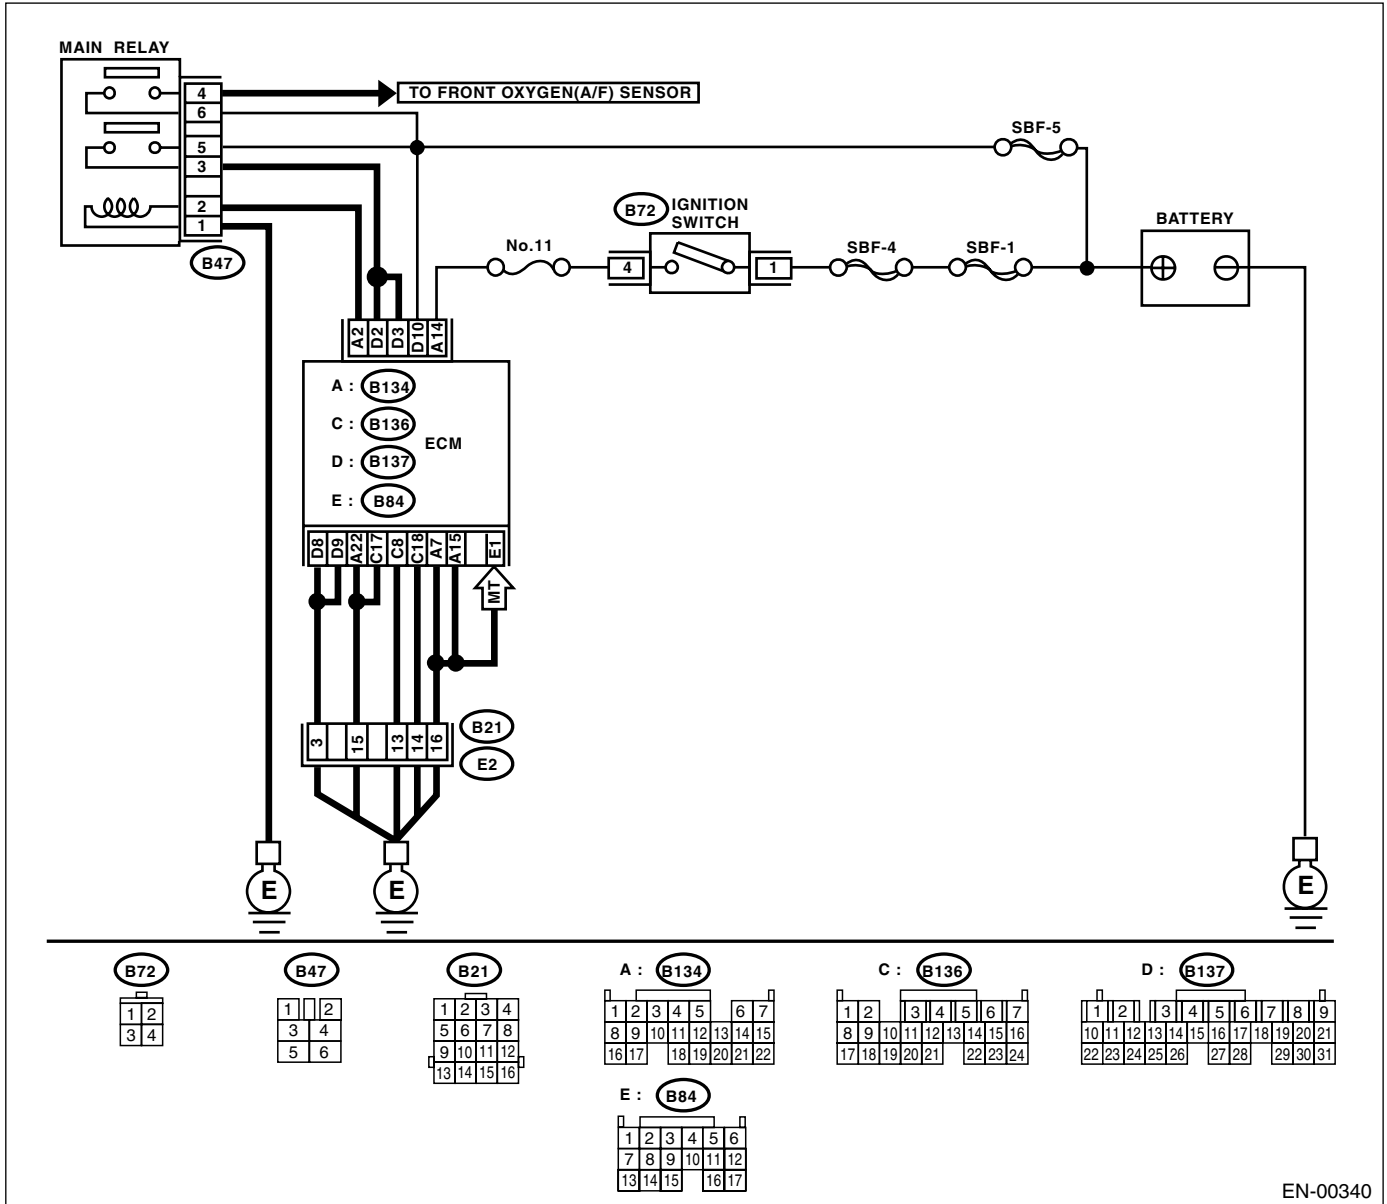 MAIN RELAY
4
6
5
3
2
1
B47
TO FRONT OXYGEN(A/F) SENSOR
SBF-5
B72
IGNITION
SWITCH
No.11
4
1
SBF-4
SBF-1
BATTERY
A2
D2
D3
D10
A14
A : B134
C : B136
ECM
D : B137
E : B84
D8
D9
A22
C17
C8
C18
A7
A15
E1
MT
3
15
13
14
16
B21
E2
E
E
E
B72
1 2
3 4
B47
1 2
3 4
5 6
B21
1 2 3 4
5 6 7 8
9 10 11 12
13 14 15 16
A : B134
1 2 3 4 5 6 7
8 9 10 11 12 13 14 15
16 17 18 19 20 21 22
C : B136
1 2 3 4 5 6 7
8 9 10 11 12 13 14 15 16
17 18 19 20 21 22 23 24
D : B137
1 2 3 4 5 6 7 8 9
10 11 12 13 14 15 16 17 18 19 20 21
22 23 24 25 26 27 28 29 30 31
E : B84
1 2 3 4 5 6
7 8 9 10 11 12
13 14 15 16 17
EN-00340